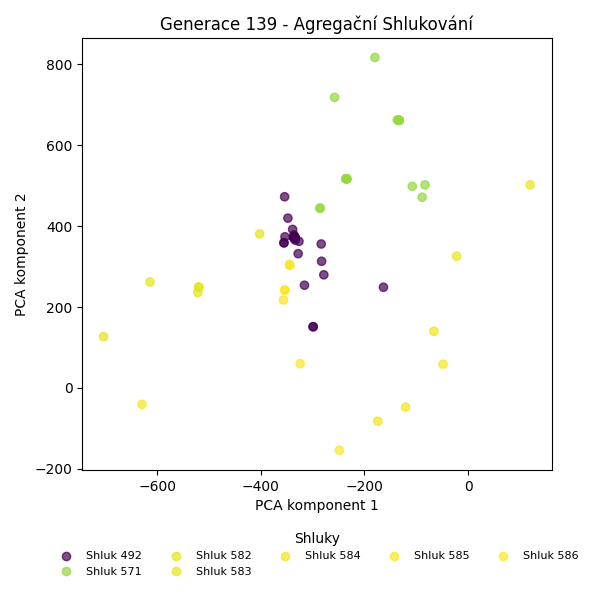 Generace 139 - Agregační Shlukování
PCA komponent 2
800
600
400
200
0
−200
−600
−400
−200
0
PCA komponent 1
Shluky
Shluk 492
Shluk 582
Shluk 584
Shluk 585
Shluk 586
Shluk 571
Shluk 583